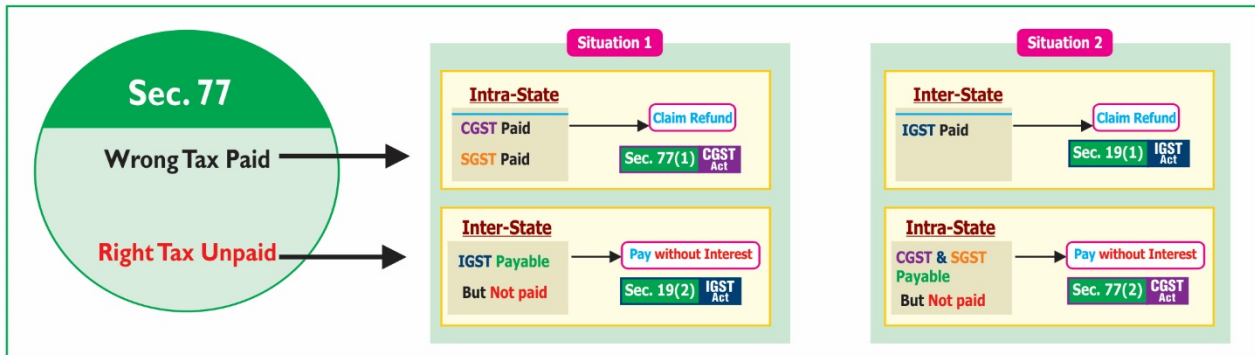 Sec. 77
Wrong Tax Paid
Right Tax Unpaid
Situation 1
Intra-State
CGST Paid
SGST Paid
Claim Refund
Sec. 77(1) CGST Act
Inter-State
IGST Payable
But Not paid
Pay without Interest
Sec. 19(2) IGST Act
Situation 2
Inter-State
IGST Paid
Claim Refund
Sec. 19(1) IGST Act
Intra-State
CGST & SGST
Payable
But Not paid
Pay without Interest
Sec. 77(2) CGST Act